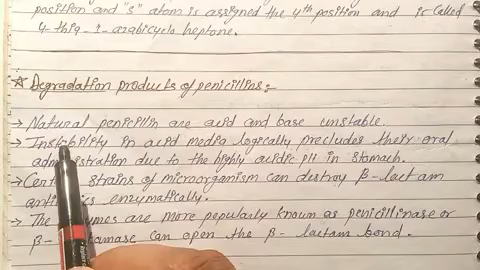 position and "s" atom is assigned the 4th position and is called
4-thia-1-azabicyclo heptone.
☆ Degradation products of penicillins:-
→ Natural penicillin are acid and base unstable.
→ Instability in acid media logically precludes their oral
administration due to the highly acidic pH in stomach.
→ strains of microorganism can destroy β-lactam
enzymatically.
→ The are more popularly known as penicillinase or
β- can open the β-lactam bond.